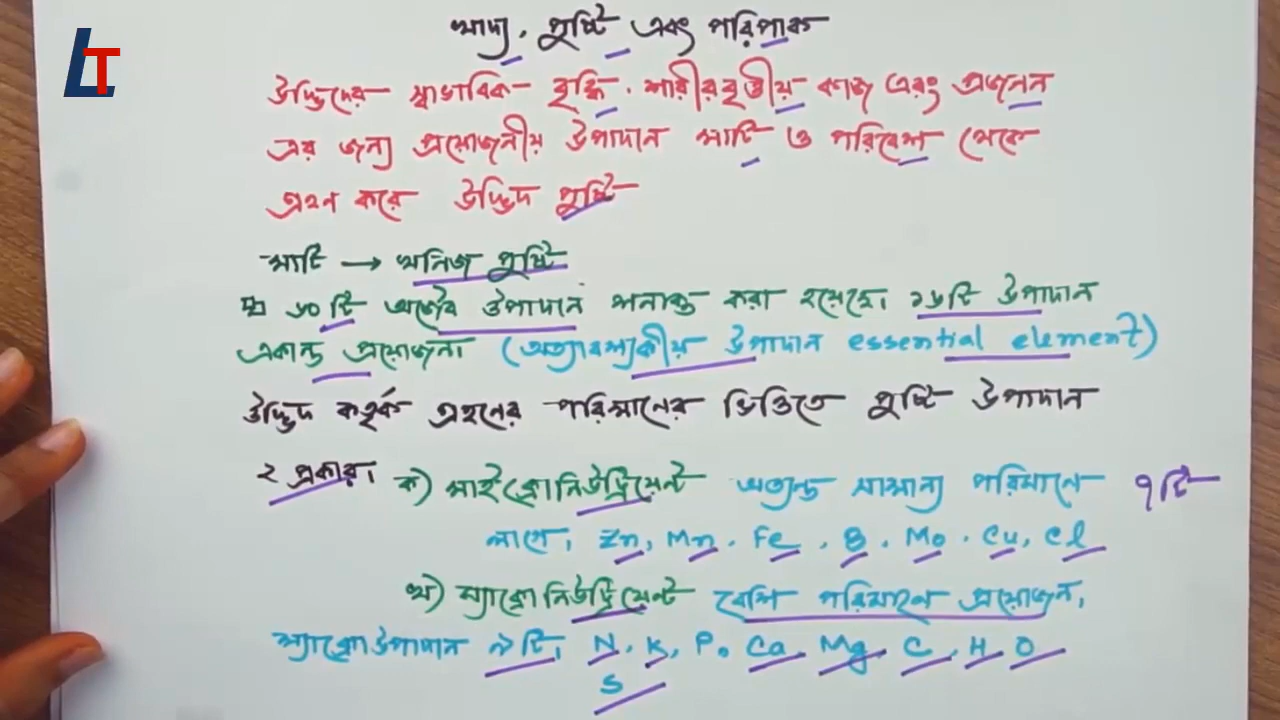 LT
খাদ্য, পুষ্টি এবং পরিপাক
উদ্ভিদের স্বাভাবিক বৃদ্ধি, শারীরবৃত্তীয় কাজ এবং প্রজনন
এর জন্য প্রয়োজনীয় উপাদান মাটি ও পরিবেশ থেকে
গ্রহণ করে উদ্ভিদ পুষ্টি
মাটি → খনিজ পুষ্টি
৬০টি অজৈব উপাদান শনাক্ত করা হয়েছে। ১৬টি উপাদান
একান্ত প্রয়োজন। (অত্যাবশ্যকীয় উপাদান essential element)
উদ্ভিদ কতৃর্ক গ্রহনের পরিমানের ভিত্তিতে পুষ্টি উপাদান
২ প্রকার। ক) মাইক্রোনিউট্রিয়েন্ট অত্যন্ত সামান্য পরিমানে ৭টি
লাগে। Zn, Mn, Fe, B, Mo, Cu, Cl
খ) ম্যাক্রোনিউট্রিয়েন্ট বেশি পরিমাণে প্রয়োজন,
ম্যাক্রোউপাদান ৯টি। N, K, P, Ca, Mg, C, H, O
S